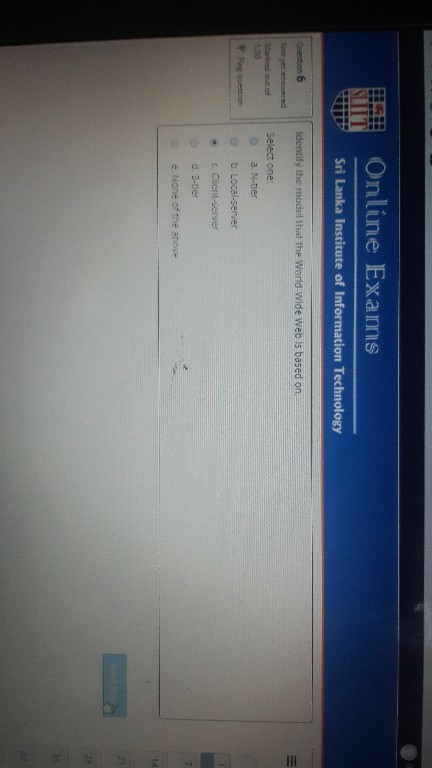 SLIIT
Online Exams
Sri Lanka Institute of Information Technology
Question 6
Not yet answered
Marked out of
1.00
Flag question
Identify the model that the World-Wide Web is based on.
Select one:
a. N-tier
b. Local-server
c. Client-server
d. 3-tier
e. None of the above
7
14
21
28
35
42